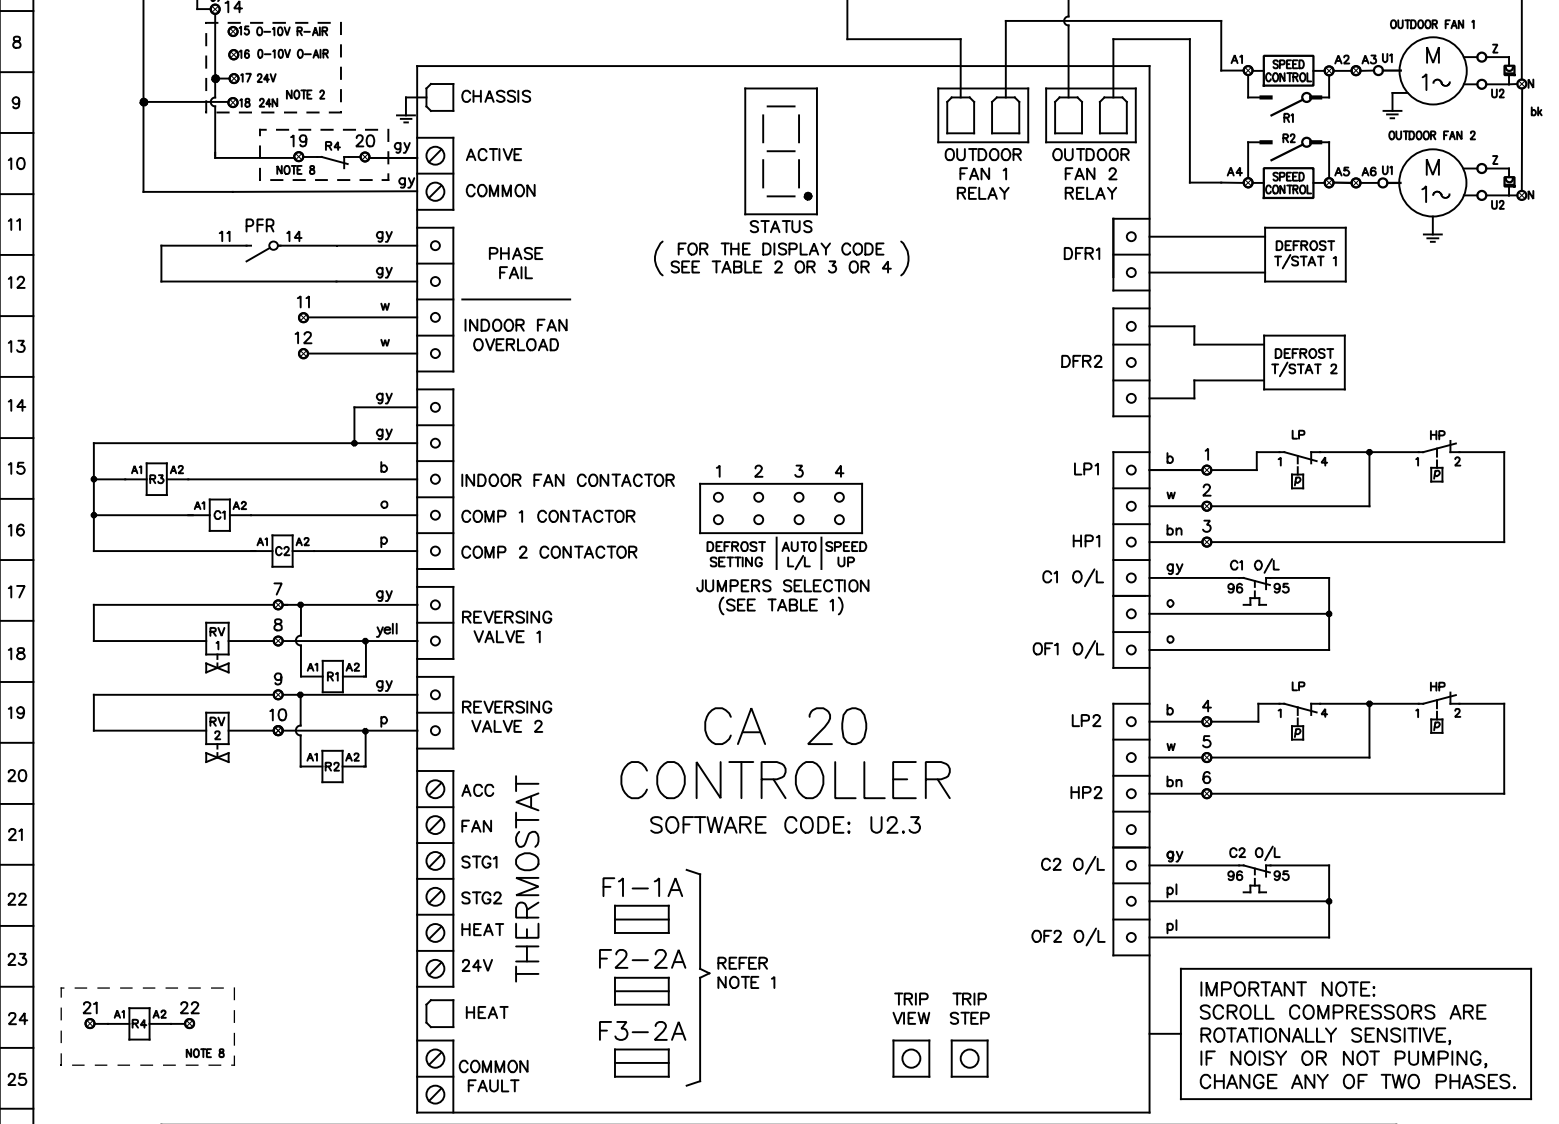 14
8
15 0-10V R-AIR
16 0-10V O-AIR
17 24V
18 24N
NOTE 2
9
CHASSIS
10
19 R4 20
NOTE 8
gy
ACTIVE
gy
COMMON
11
PFR
11 14
gy
gy
PHASE
FAIL
12
11
w
12
w
INDOOR FAN
OVERLOAD
13
14
gy
gy
15
A1 R3 A2
b
INDOOR FAN CONTACTOR
A1 C1 A2
o
COMP 1 CONTACTOR
16
A1 C2 A2
p
COMP 2 CONTACTOR
17
7
gy
8
yell
RV
1
REVERSING
VALVE 1
18
A1 R1 A2
9
gy
19
10
p
RV
2
REVERSING
VALVE 2
A1 R2 A2
20
ACC
21
FAN
STG1
22
STG2
HEAT
23
24V
THERMOSTAT
24
HEAT
21 A1 R4 A2 22
NOTE 8
25
COMMON
FAULT
STATUS
( FOR THE DISPLAY CODE
SEE TABLE 2 OR 3 OR 4 )
1 2 3 4
DEFROST
SETTING
AUTO
L/L
SPEED
UP
JUMPERS SELECTION
(SEE TABLE 1)
CA 20
CONTROLLER
SOFTWARE CODE: U2.3
F1-1A
F2-2A
F3-2A
REFER
NOTE 1
TRIP
VIEW
TRIP
STEP
OUTDOOR
FAN 1
RELAY
OUTDOOR
FAN 2
RELAY
OUTDOOR FAN 1
A1
SPEED
CONTROL
A2 A3 U1
M
1~
Z
U2
N
R1
bk
OUTDOOR FAN 2
R2
A4
SPEED
CONTROL
A5 A6 U1
M
1~
Z
U2
N
DFR1
DEFROST
T/STAT 1
DFR2
DEFROST
T/STAT 2
LP1
b 1
LP
1 4
P
HP
1 2
P
w 2
HP1
bn 3
C1 O/L
gy
C1 O/L
96 95
o
OF1 O/L
o
LP2
b 4
LP
1 4
P
HP
1 2
P
w 5
HP2
bn 6
C2 O/L
gy
C2 O/L
96 95
pl
OF2 O/L
pl
IMPORTANT NOTE:
SCROLL COMPRESSORS ARE
ROTATIONALLY SENSITIVE,
IF NOISY OR NOT PUMPING,
CHANGE ANY OF TWO PHASES.